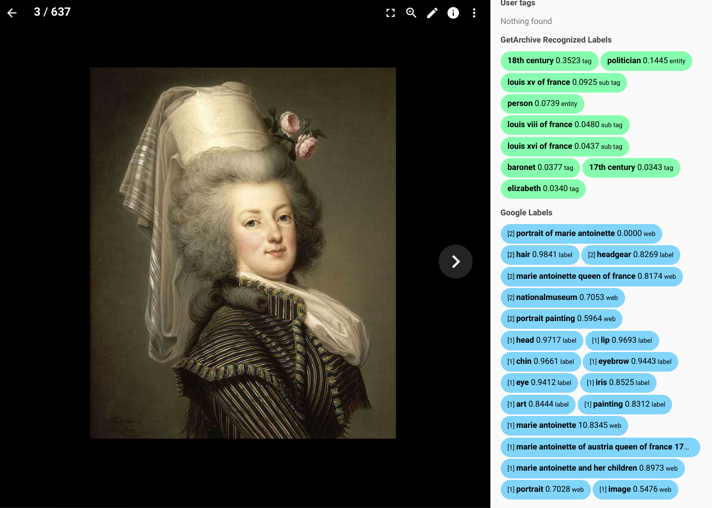 3 / 637
User tags
Nothing found
GetArchive Recognized Labels
18th century 0.3523 tag politician 0.1445 entity
louis xv of france 0.0925 sub tag
person 0.0739 entity
louis viii of france 0.0480 sub tag
louis xvi of france 0.0437 sub tag
baronet 0.0377 tag 17th century 0.0343 tag
elizabeth 0.0340 tag
Google Labels
[2] portrait of marie antoinette 0.0000 web
[2] hair 0.9841 label [2] headgear 0.8269 label
[2] marie antoinette queen of france 0.8174 web
[2] nationalmuseum 0.7053 web
[2] portrait painting 0.5964 web
[1] head 0.9717 label [1] lip 0.9693 label
[1] chin 0.9661 label [1] eyebrow 0.9443 label
[1] eye 0.9412 label [1] iris 0.8525 label
[1] art 0.8444 label [1] painting 0.8312 label
[1] marie antoinette 10.8345 web
[1] marie antoinette of austria queen of france 17...
[1] marie antoinette and her children 0.8973 web
[1] portrait 0.7028 web [1] image 0.5476 web